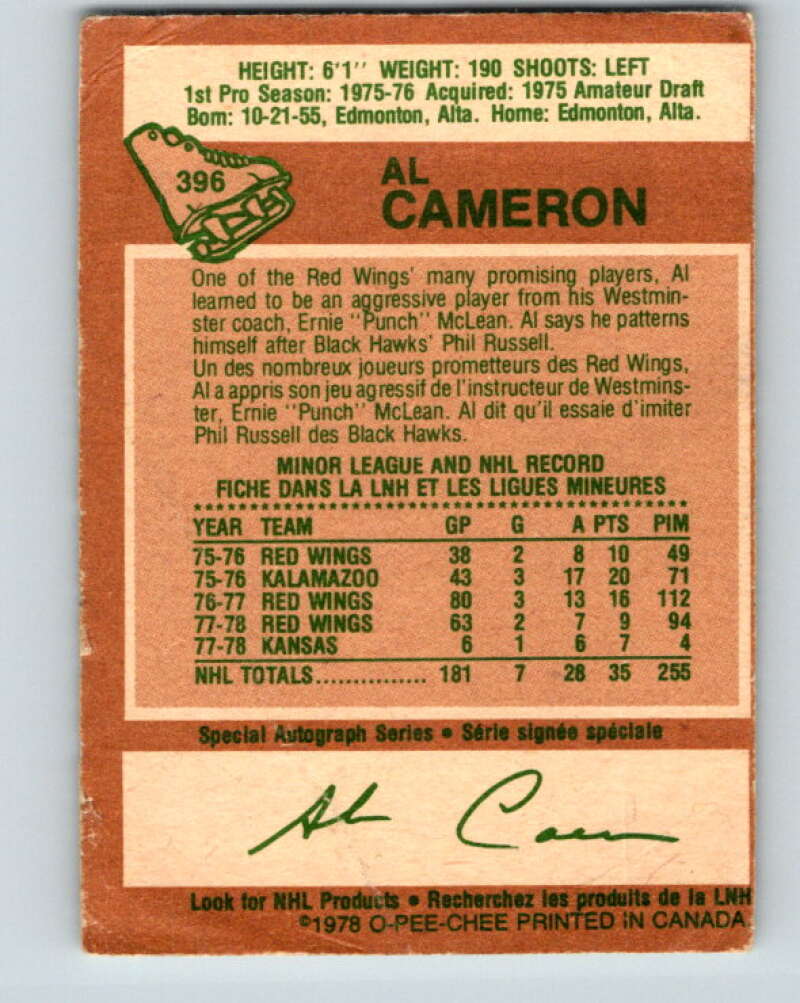 HEIGHT: 6'1'' WEIGHT: 190 SHOOTS: LEFT
1st Pro Season: 1975-76 Acquired: 1975 Amateur Draft
Born: 10-21-55, Edmonton, Alta. Home: Edmonton, Alta.
396
AL
CAMERON
One of the Red Wings' many promising players, Al
learned to be an aggressive player from his Westmin-
ster coach, Ernie "Punch" McLean. Al says he patterns
himself after Black Hawks' Phil Russell.
Un des nombreux joueurs prometteurs des Red Wings,
Al a appris son jeu agressif de l'instructeur de Westmins-
ter, Ernie "Punch" McLean. Al dit qu'il essaie d'imiter
Phil Russell des Black Hawks.
MINOR LEAGUE AND NHL RECORD
FICHE DANS LA LNH ET LES LIGUES MINEURES
YEAR TEAM GP G A PTS PIM
75-76 RED WINGS 38 2 8 10 49
75-76 KALAMAZOO 43 3 17 20 71
76-77 RED WINGS 80 3 13 16 112
77-78 RED WINGS 63 2 7 9 94
77-78 KANSAS 6 1 6 7 4
NHL TOTALS............... 181 7 28 35 255
Special Autograph Series • Série signée spéciale
Al Cameron
Look for NHL Products • Recherchez les produits de la LNH
©1978 O-PEE-CHEE PRINTED IN CANADA